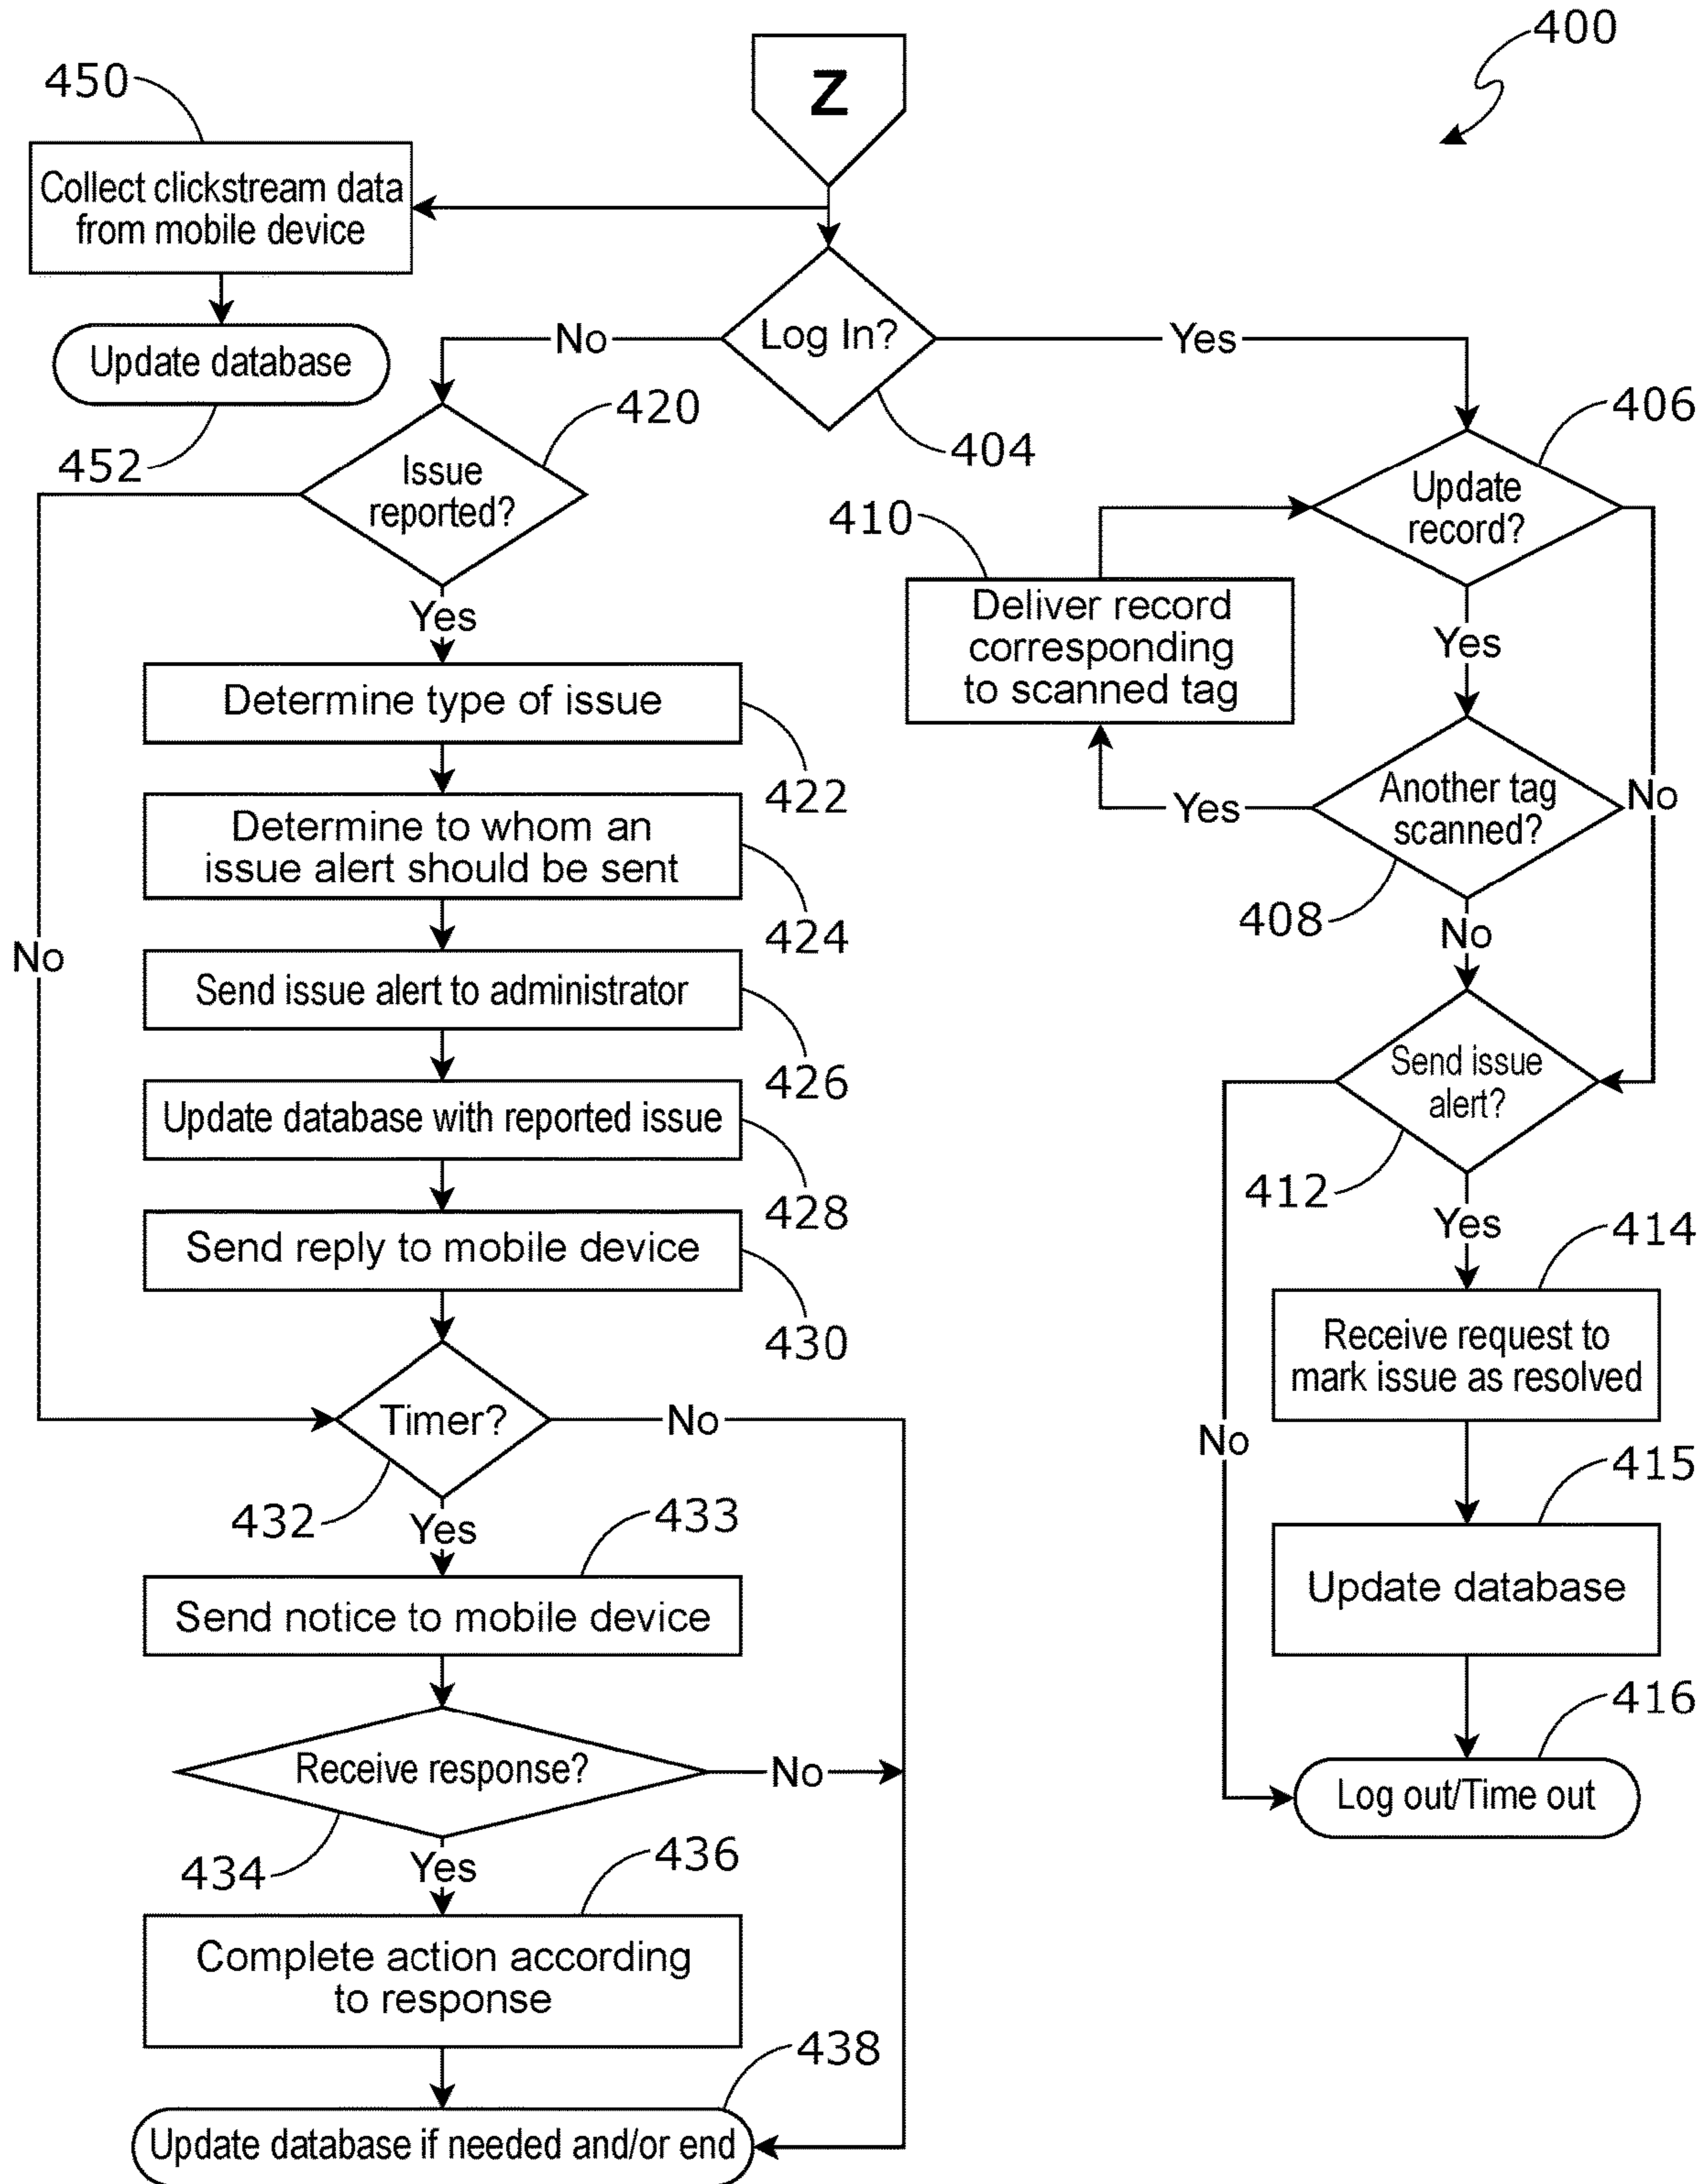 400
Z
450
Collect clickstream data
from mobile device
Update database
452
Log In?
404
No
Yes
420
Issue
reported?
No
Yes
406
Update
record?
Yes
No
410
Deliver record
corresponding
to scanned tag
Another tag
scanned?
408
Yes
No
Determine type of issue
422
Determine to whom an
issue alert should be sent
424
Send issue alert to administrator
426
Update database with reported issue
428
Send reply to mobile device
430
Send issue
alert?
412
Yes
No
414
Receive request to
mark issue as resolved
415
Update database
416
Log out/Time out
Timer?
432
No
Yes
433
Send notice to mobile device
Receive response?
434
No
Yes
436
Complete action according
to response
438
Update database if needed and/or end